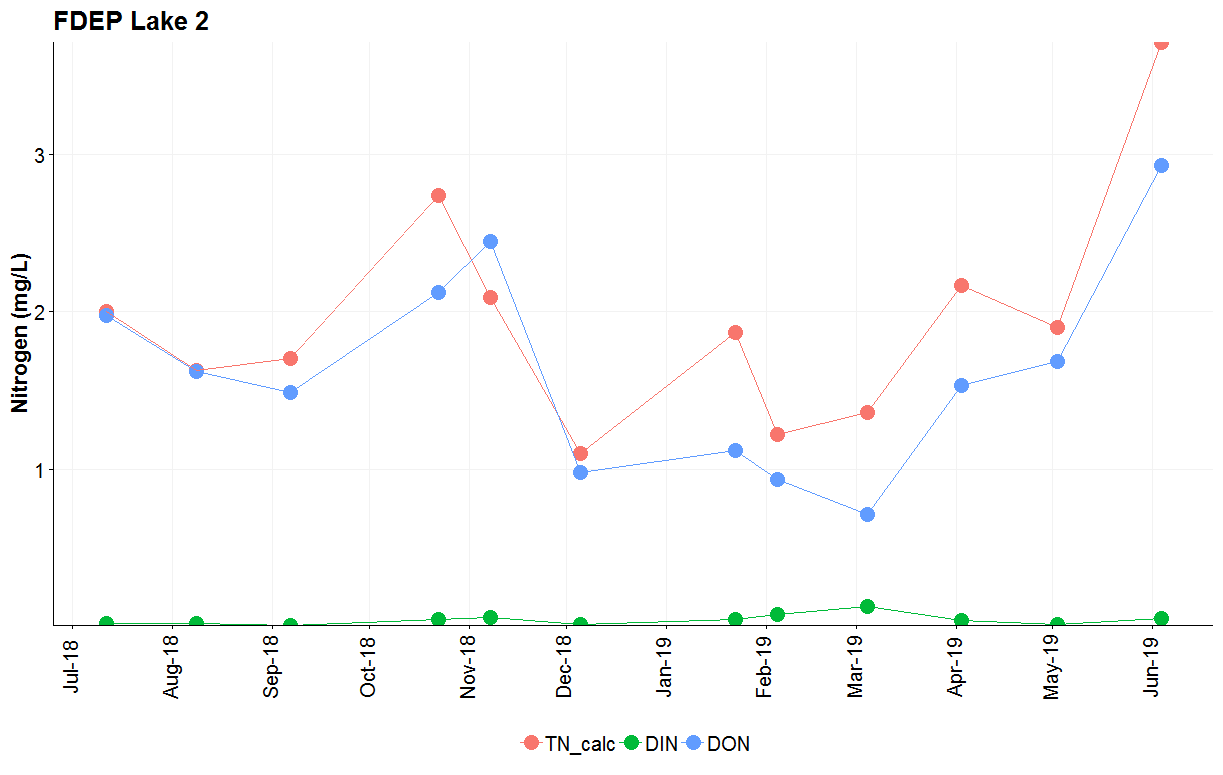 FDEP Lake 2
Nitrogen (mg/L)
3
2
1
Jul-18 Aug-18 Sep-18 Oct-18 Nov-18 Dec-18 Jan-19 Feb-19 Mar-19 Apr-19 May-19 Jun-19
TN_calc DIN DON